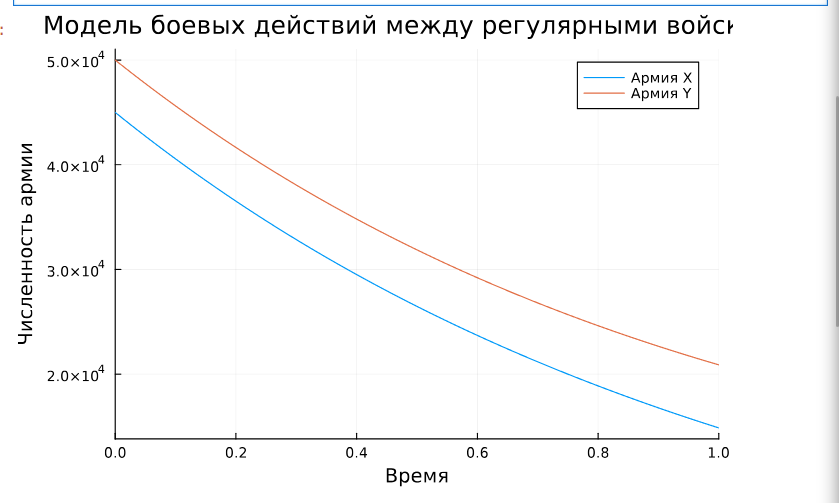 Модель боевых действий между регулярными
Армия X
Армия Y
5.0×10⁴
4.0×10⁴
3.0×10⁴
2.0×10⁴
Численность армии
0.0 0.2 0.4 0.6 0.8 1.0
Время